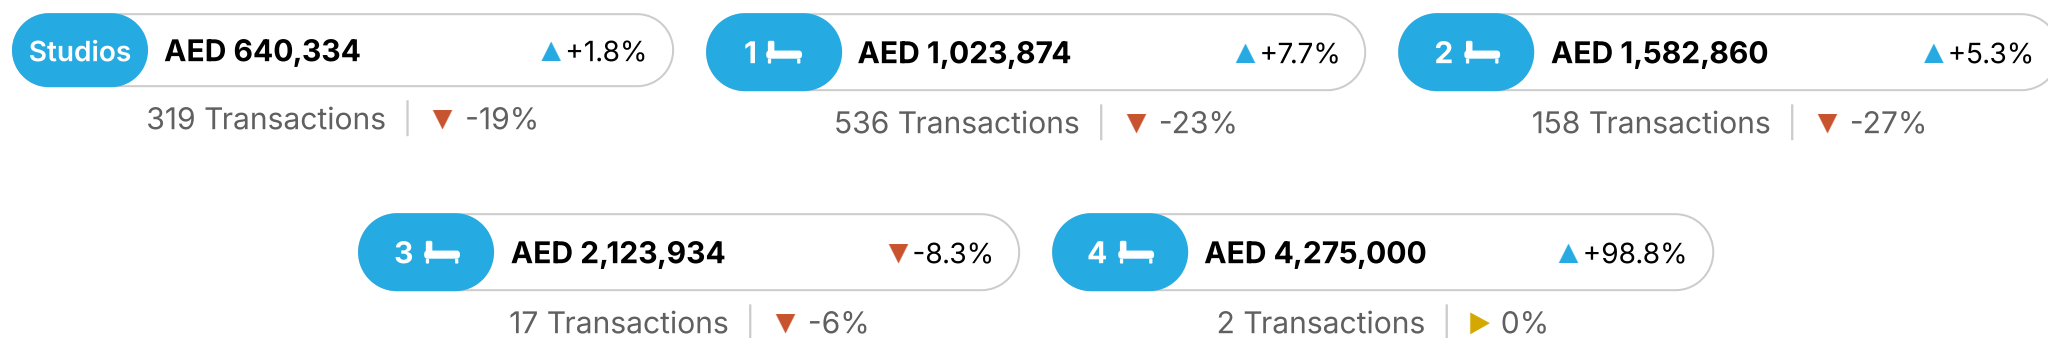 Studios AED 640,334 ▲+1.8%
319 Transactions | ▼ -19%
1 AED 1,023,874 ▲+7.7%
536 Transactions | ▼ -23%
2 AED 1,582,860 ▲+5.3%
158 Transactions | ▼ -27%
3 AED 2,123,934 ▼-8.3%
17 Transactions | ▼ -6%
4 AED 4,275,000 ▲+98.8%
2 Transactions | ▶ 0%